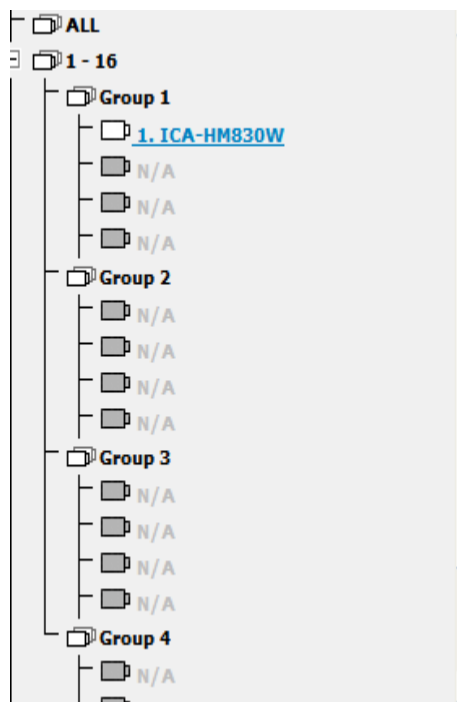 ALL
1 - 16
Group 1
1. ICA-HM830W
N/A
N/A
N/A
Group 2
N/A
N/A
N/A
N/A
Group 3
N/A
N/A
N/A
N/A
Group 4
N/A